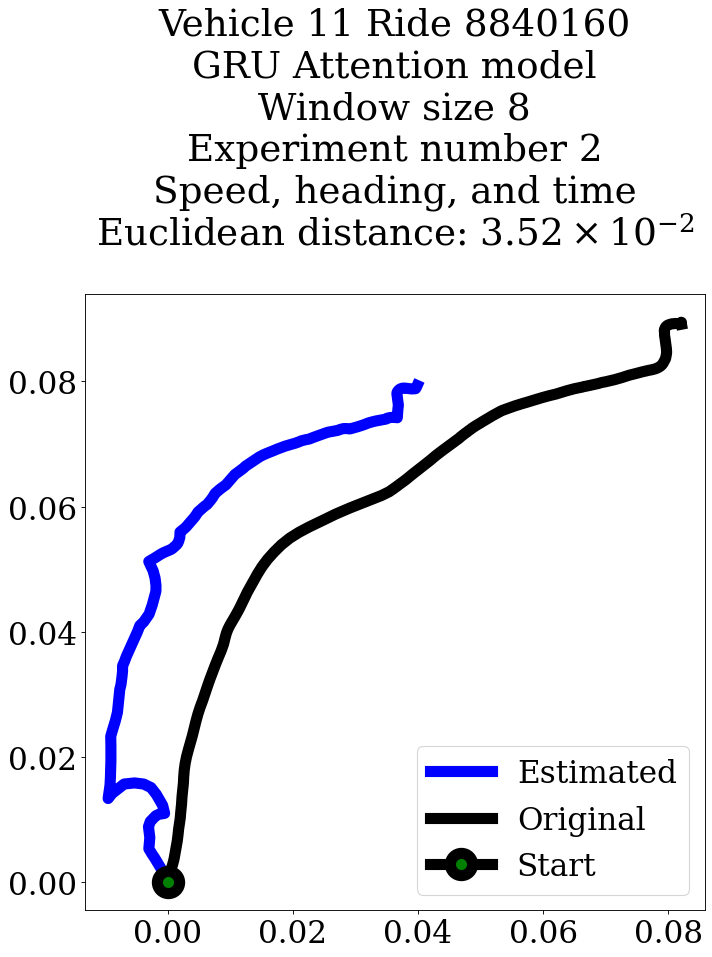 Vehicle 11 Ride 8840160
GRU Attention model
Window size 8
Experiment number 2
Speed, heading, and time
Euclidean distance: 3.52 × 10⁻²
0.08
0.06
0.04
0.02
0.00
Estimated
Original
Start
0.00 0.02 0.04 0.06 0.08